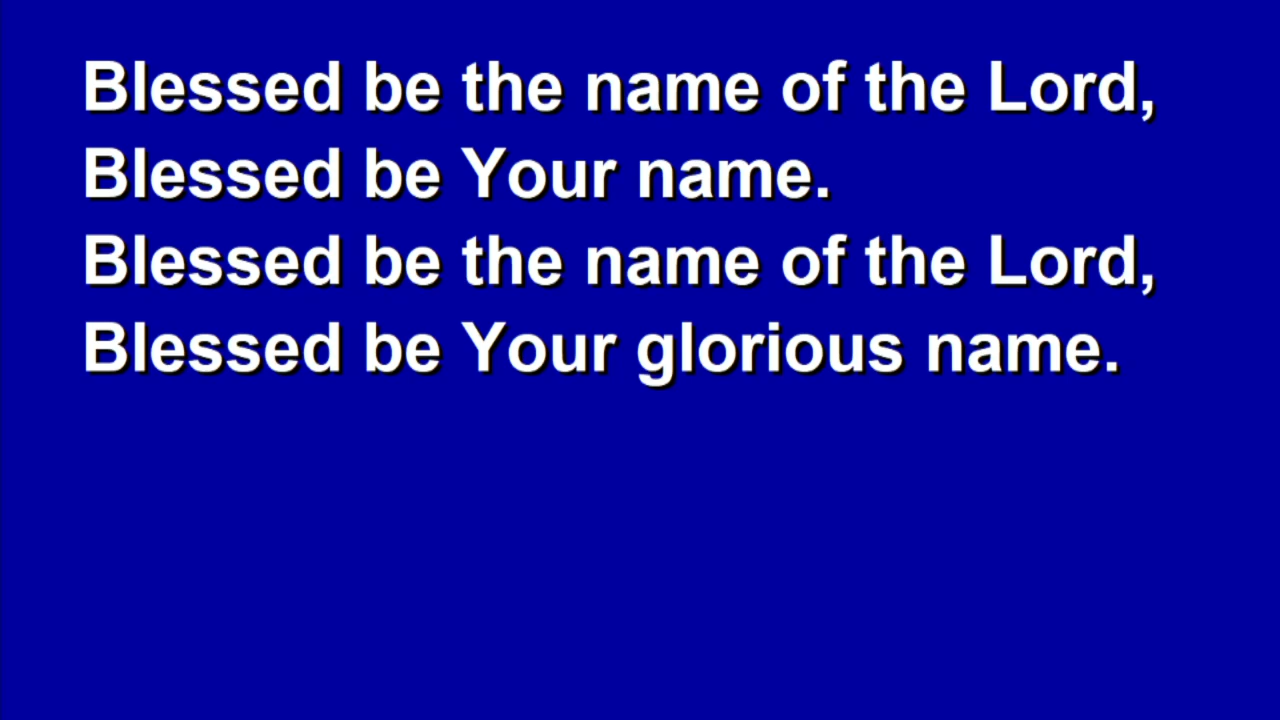 Blessed be the name of the Lord,
Blessed be Your name.
Blessed be the name of the Lord,
Blessed be Your glorious name.